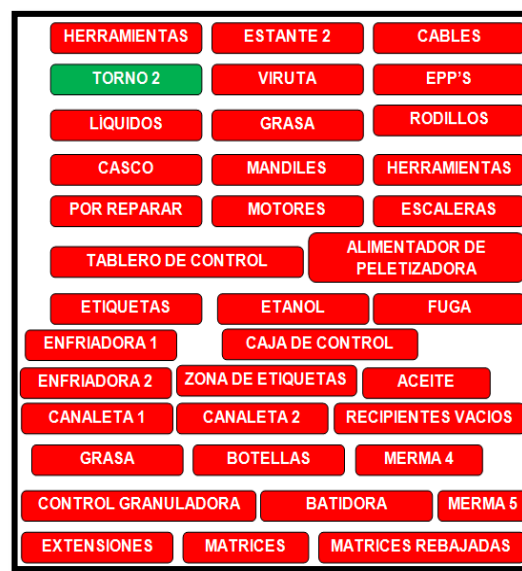 HERRAMIENTAS ESTANTE 2 CABLES
TORNO 2 VIRUTA EPP'S
LÍQUIDOS GRASA RODILLOS
CASCO MANDILES HERRAMIENTAS
POR REPARAR MOTORES ESCALERAS
TABLERO DE CONTROL ALIMENTADOR DE
PELETIZADORA
ETIQUETAS ETANOL FUGA
ENFRIADORA 1 CAJA DE CONTROL
ENFRIADORA 2 ZONA DE ETIQUETAS ACEITE
CANALETA 1 CANALETA 2 RECIPIENTES VACIOS
GRASA BOTELLAS MERMA 4
CONTROL GRANULADORA BATIDORA MERMA 5
EXTENSIONES MATRICES MATRICES REBAJADAS